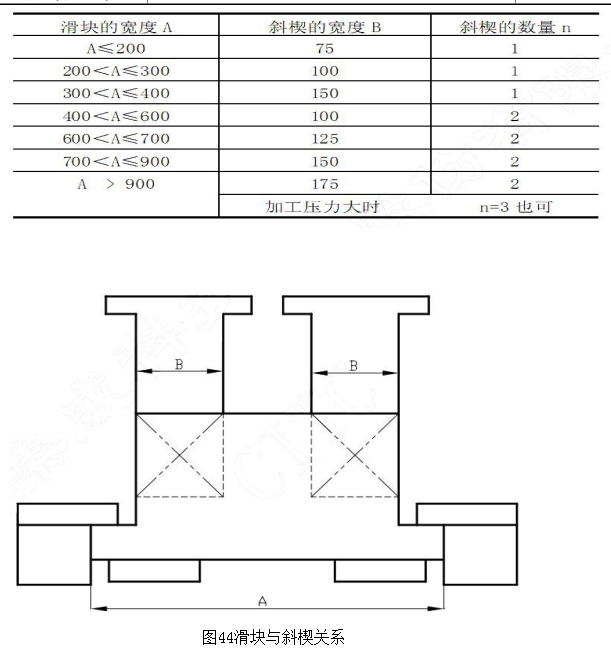 滑块的宽度 A 斜楔的宽度 B 斜楔的数量 n
A≤200 75 1
200＜A≤300 100 1
300＜A≤400 150 1
400＜A≤600 100 2
600＜A≤700 125 2
700＜A≤900 150 2
A > 900 175 2
加工压力大时 n=3 也可
B B
A
图44滑块与斜楔关系